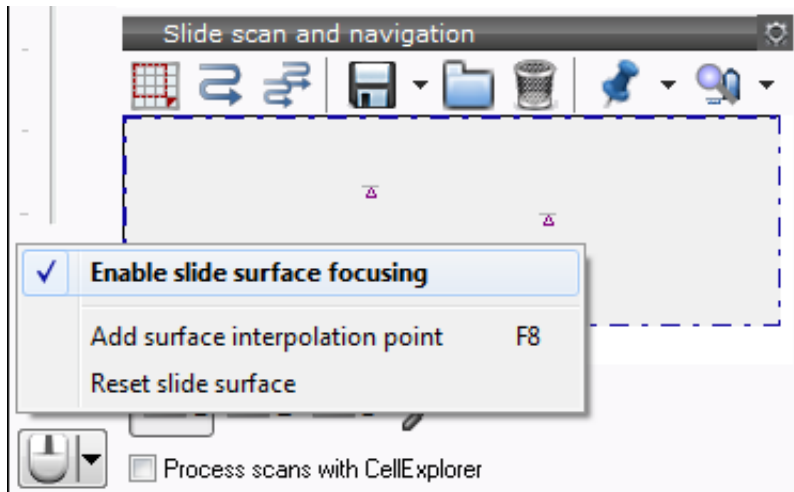 Slide scan and navigation
Enable slide surface focusing
Add surface interpolation point F8
Reset slide surface
Process scans with CellExplorer